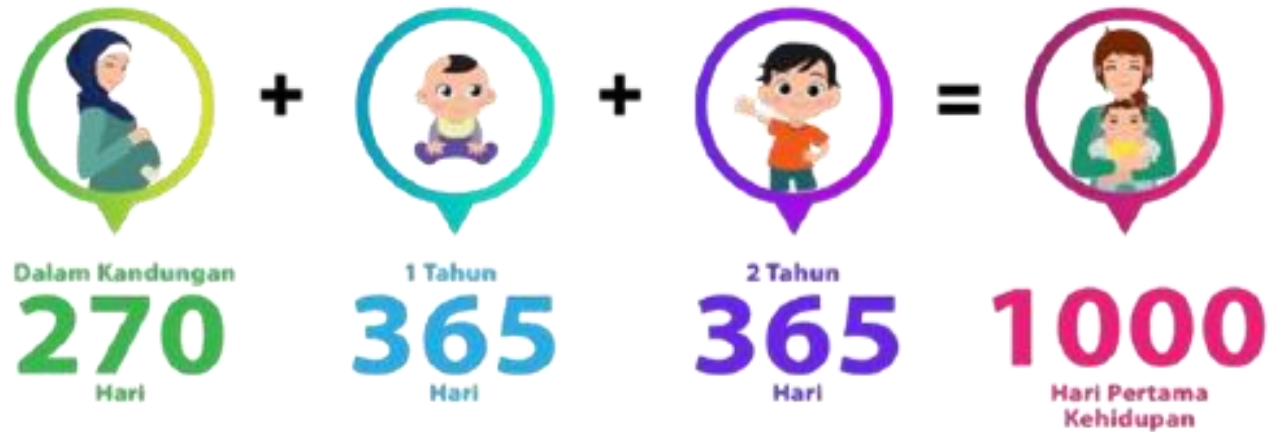 + + =
Dalam Kandungan
270
Hari
1 Tahun
365
Hari
2 Tahun
365
Hari
1000
Hari Pertama
Kehidupan